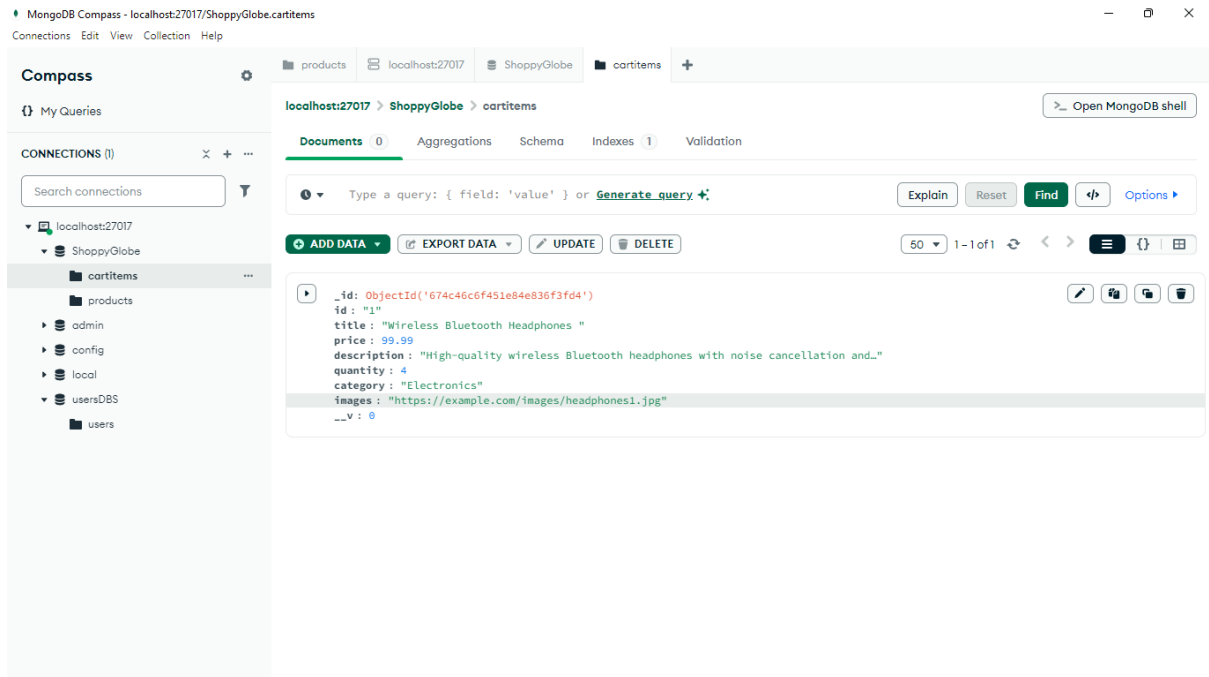 MongoDB Compass - localhost:27017/ShoppyGlobe.cartitems
Connections Edit View Collection Help
Compass
{} My Queries
CONNECTIONS (1)
Search connections
localhost:27017
ShoppyGlobe
cartitems
products
admin
config
local
usersDBS
users
products localhost:27017 ShoppyGlobe cartitems
localhost:27017 > ShoppyGlobe > cartitems
>_ Open MongoDB shell
Documents 0 Aggregations Schema Indexes 1 Validation
Type a query: { field: 'value' } or Generate query
Explain Reset Find </> Options
ADD DATA EXPORT DATA UPDATE DELETE
50 1 – 1 of 1 {}
_id: ObjectId('674c46c6f451e84e836f3fd4')
id : "1"
title : "Wireless Bluetooth Headphones "
price : 99.99
description : "High-quality wireless Bluetooth headphones with noise cancellation and…"
quantity : 4
category : "Electronics"
images : "https://example.com/images/headphones1.jpg"
__v : 0